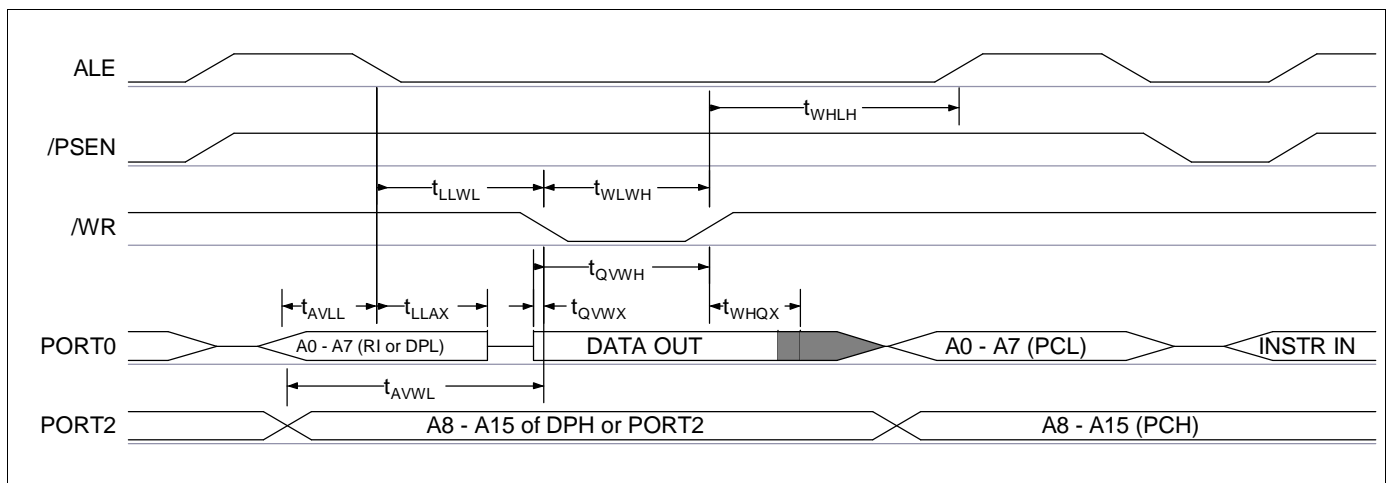 ALE
tWHLH
/PSEN
tLLWL
tWLWH
/WR
tQVWH
tAVLL
tLLAX
tQVWX
tWHQX
PORT0
A0 - A7 (RI or DPL)
DATA OUT
A0 - A7 (PCL)
INSTR IN
tAVWL
PORT2
A8 - A15 of DPH or PORT2
A8 - A15 (PCH)